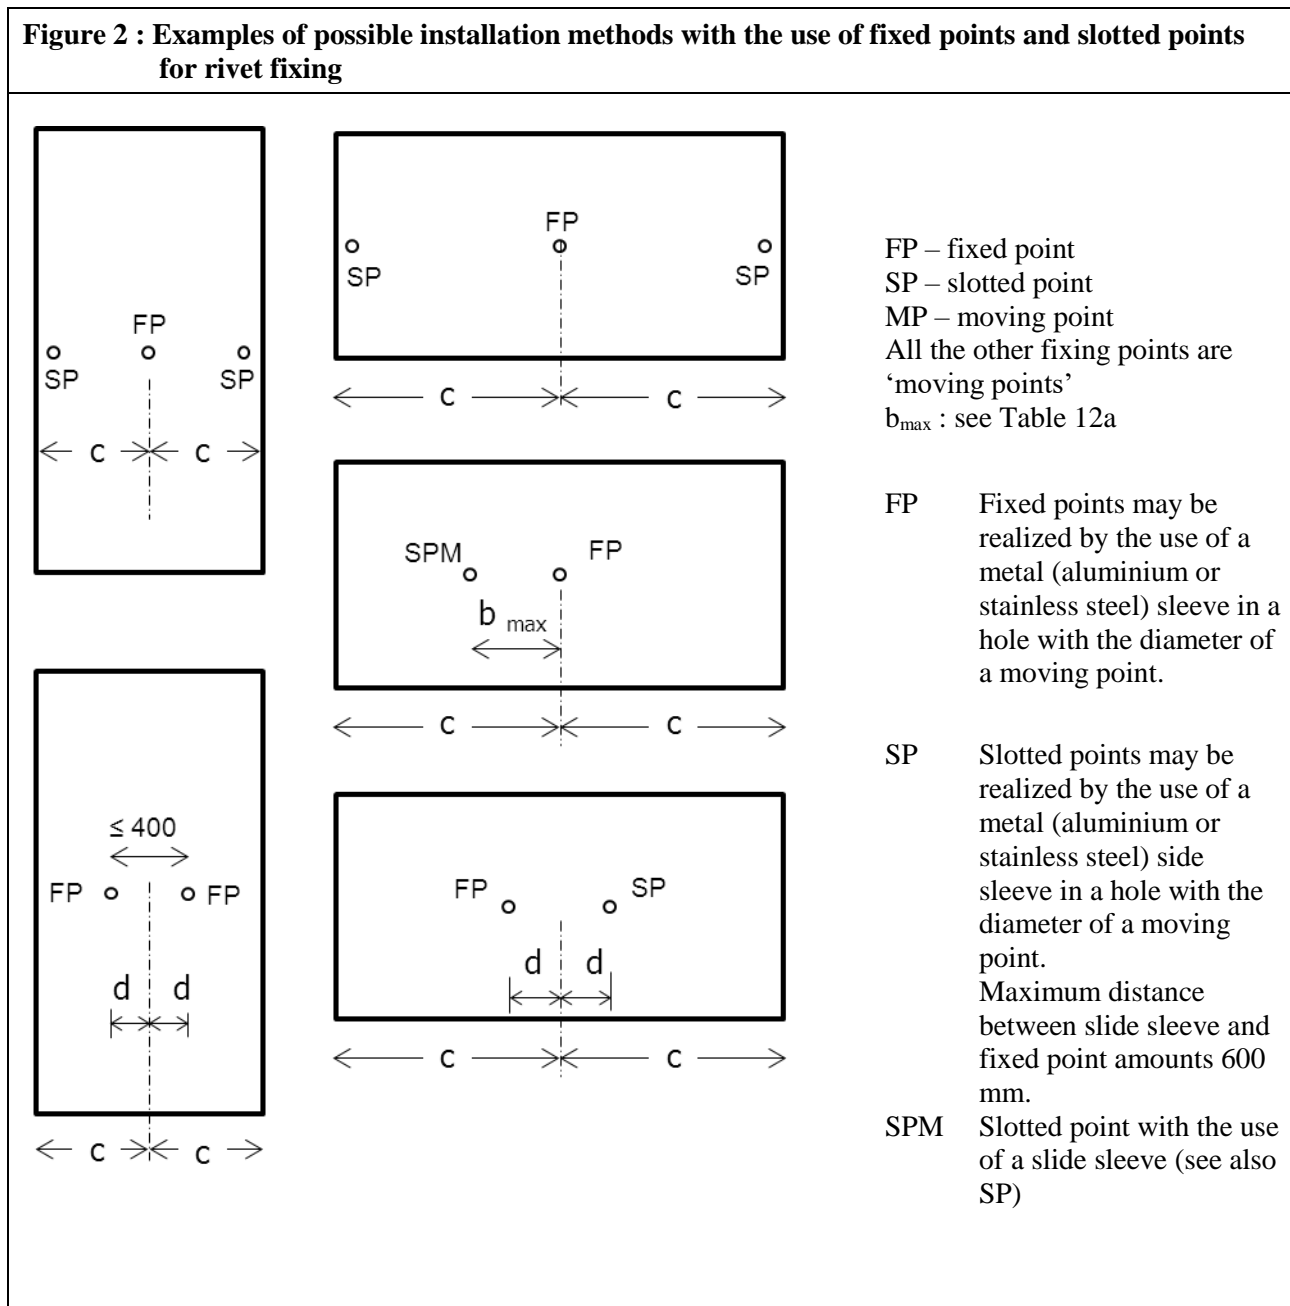 Figure 2 : Examples of possible installation methods with the use of fixed points and slotted points
for rivet fixing
FP
SP
SP
c
c
FP
SP
SP
c
c
SPM
FP
b max
c
c
≤ 400
FP
FP
d
d
c
c
FP
SP
d
d
c
c
FP – fixed point
SP – slotted point
MP – moving point
All the other fixing points are
‘moving points’
bmax : see Table 12a
FP Fixed points may be
realized by the use of a
metal (aluminium or
stainless steel) sleeve in a
hole with the diameter of
a moving point.
SP Slotted points may be
realized by the use of a
metal (aluminium or
stainless steel) side
sleeve in a hole with the
diameter of a moving
point.
Maximum distance
between slide sleeve and
fixed point amounts 600
mm.
SPM Slotted point with the use
of a slide sleeve (see also
SP)